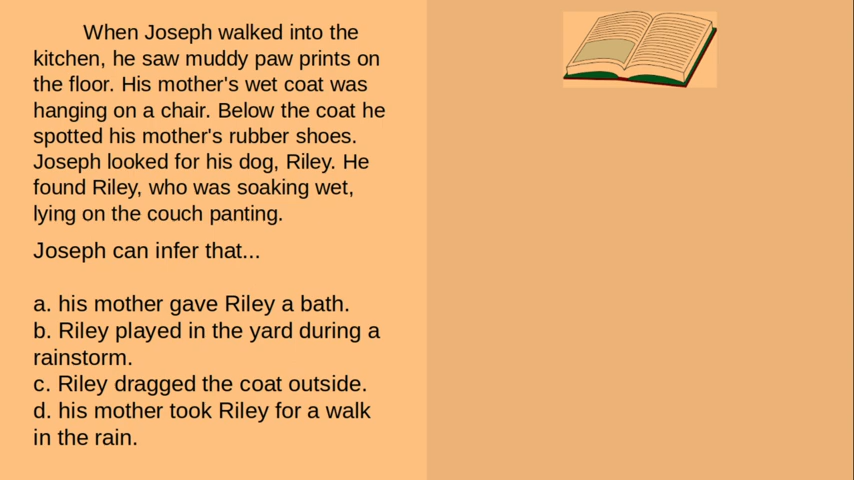 When Joseph walked into the
kitchen, he saw muddy paw prints on
the floor. His mother's wet coat was
hanging on a chair. Below the coat he
spotted his mother's rubber shoes.
Joseph looked for his dog, Riley. He
found Riley, who was soaking wet,
lying on the couch panting.
Joseph can infer that...
a. his mother gave Riley a bath.
b. Riley played in the yard during a
rainstorm.
c. Riley dragged the coat outside.
d. his mother took Riley for a walk
in the rain.